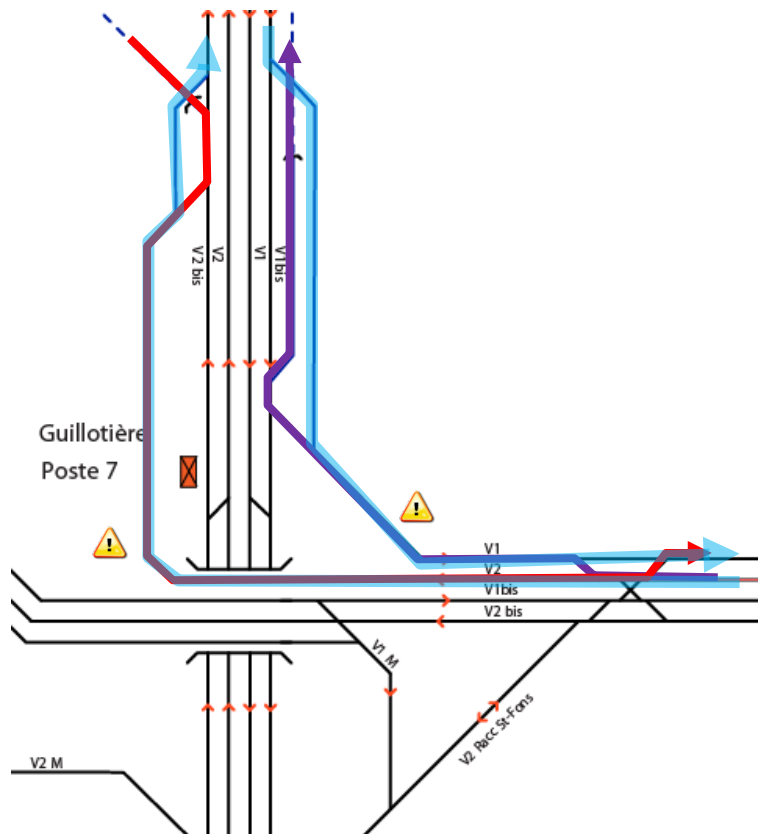 V2 bis
V2
V1
V1bis
Guillotière
Poste 7
!
!
V1
V2
V1bis
V2 bis
V1 M
V2 Racc St-Fons
V2 M